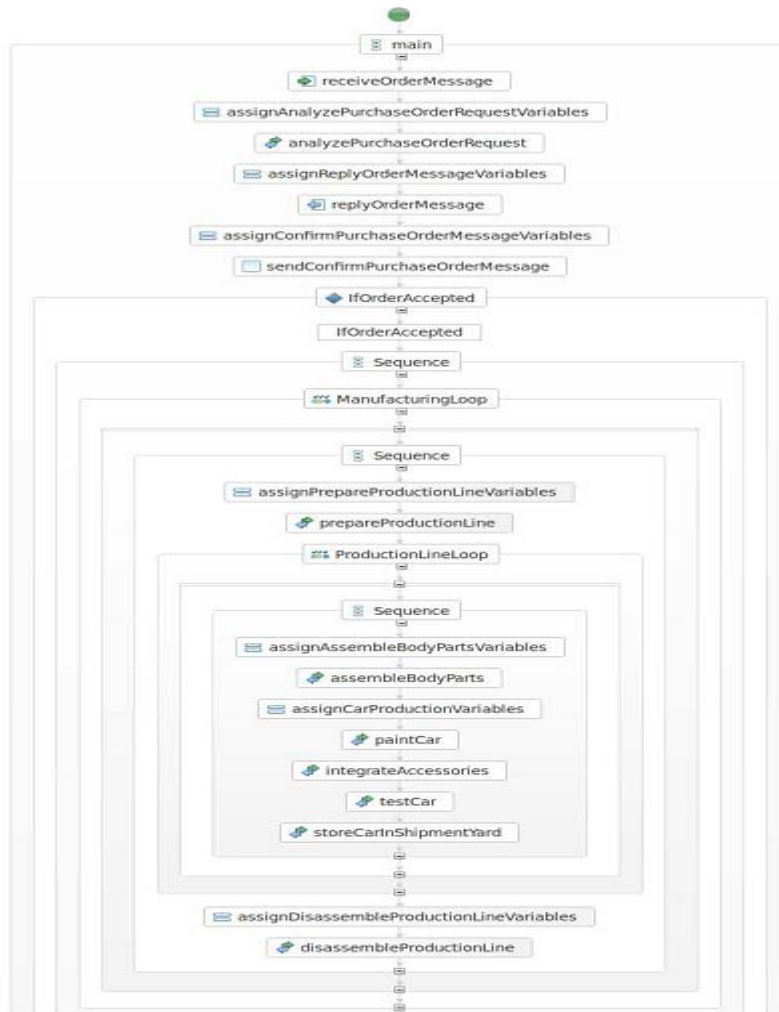 main
receiveOrderMessage
assignAnalyzePurchaseOrderRequestVariables
analyzePurchaseOrderRequest
assignReplyOrderMessageVariables
replyOrderMessage
assignConfirmPurchaseOrderMessageVariables
sendConfirmPurchaseOrderMessage
IfOrderAccepted
IfOrderAccepted
Sequence
ManufacturingLoop
Sequence
assignPrepareProductionLineVariables
prepareProductionLine
ProductionLineLoop
Sequence
assignAssembleBodyPartsVariables
assembleBodyParts
assignCarProductionVariables
paintCar
integrateAccessories
testCar
storeCarInShipmentYard
assignDisassembleProductionLineVariables
disassembleProductionLine